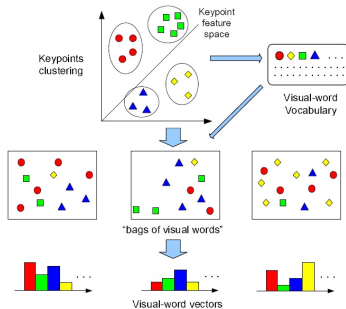 Keypoint
feature
space
Keypoints
clustering
Visual-word
Vocabulary
"bags of visual words"
Visual-word vectors